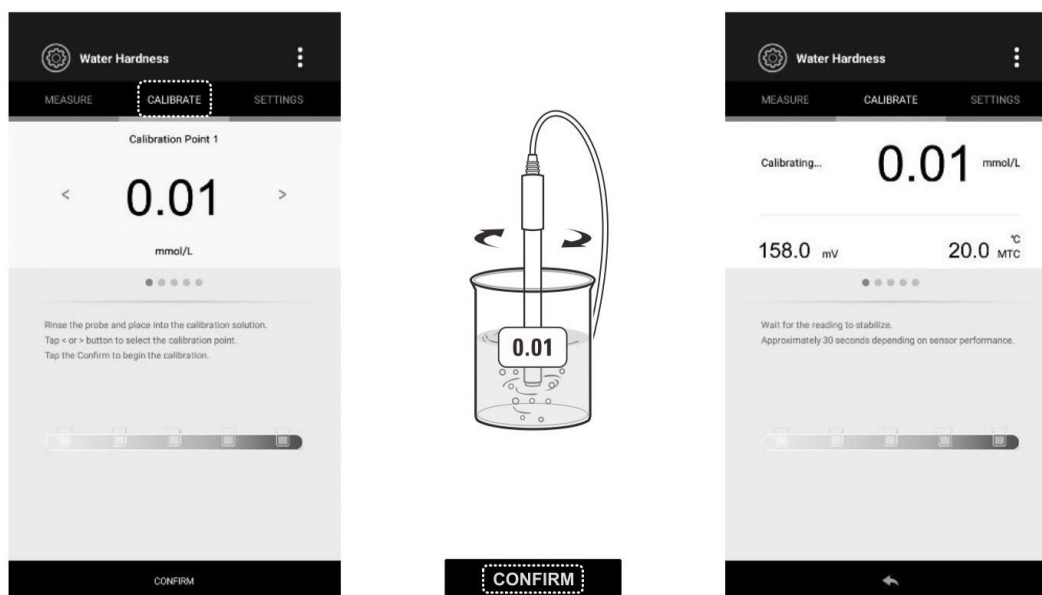 Water Hardness
MEASURE CALIBRATE SETTINGS
Calibration Point 1
< 0.01 >
mmol/L
Rinse the probe and place into the calibration solution.
Tap < or > button to select the calibration point.
Tap the Confirm to begin the calibration.
CONFIRM
0.01
CONFIRM
Water Hardness
MEASURE CALIBRATE SETTINGS
Calibrating... 0.01 mmol/L
158.0 mV 20.0 °C MTC
Wait for the reading to stabilize.
Approximately 30 seconds depending on sensor performance.